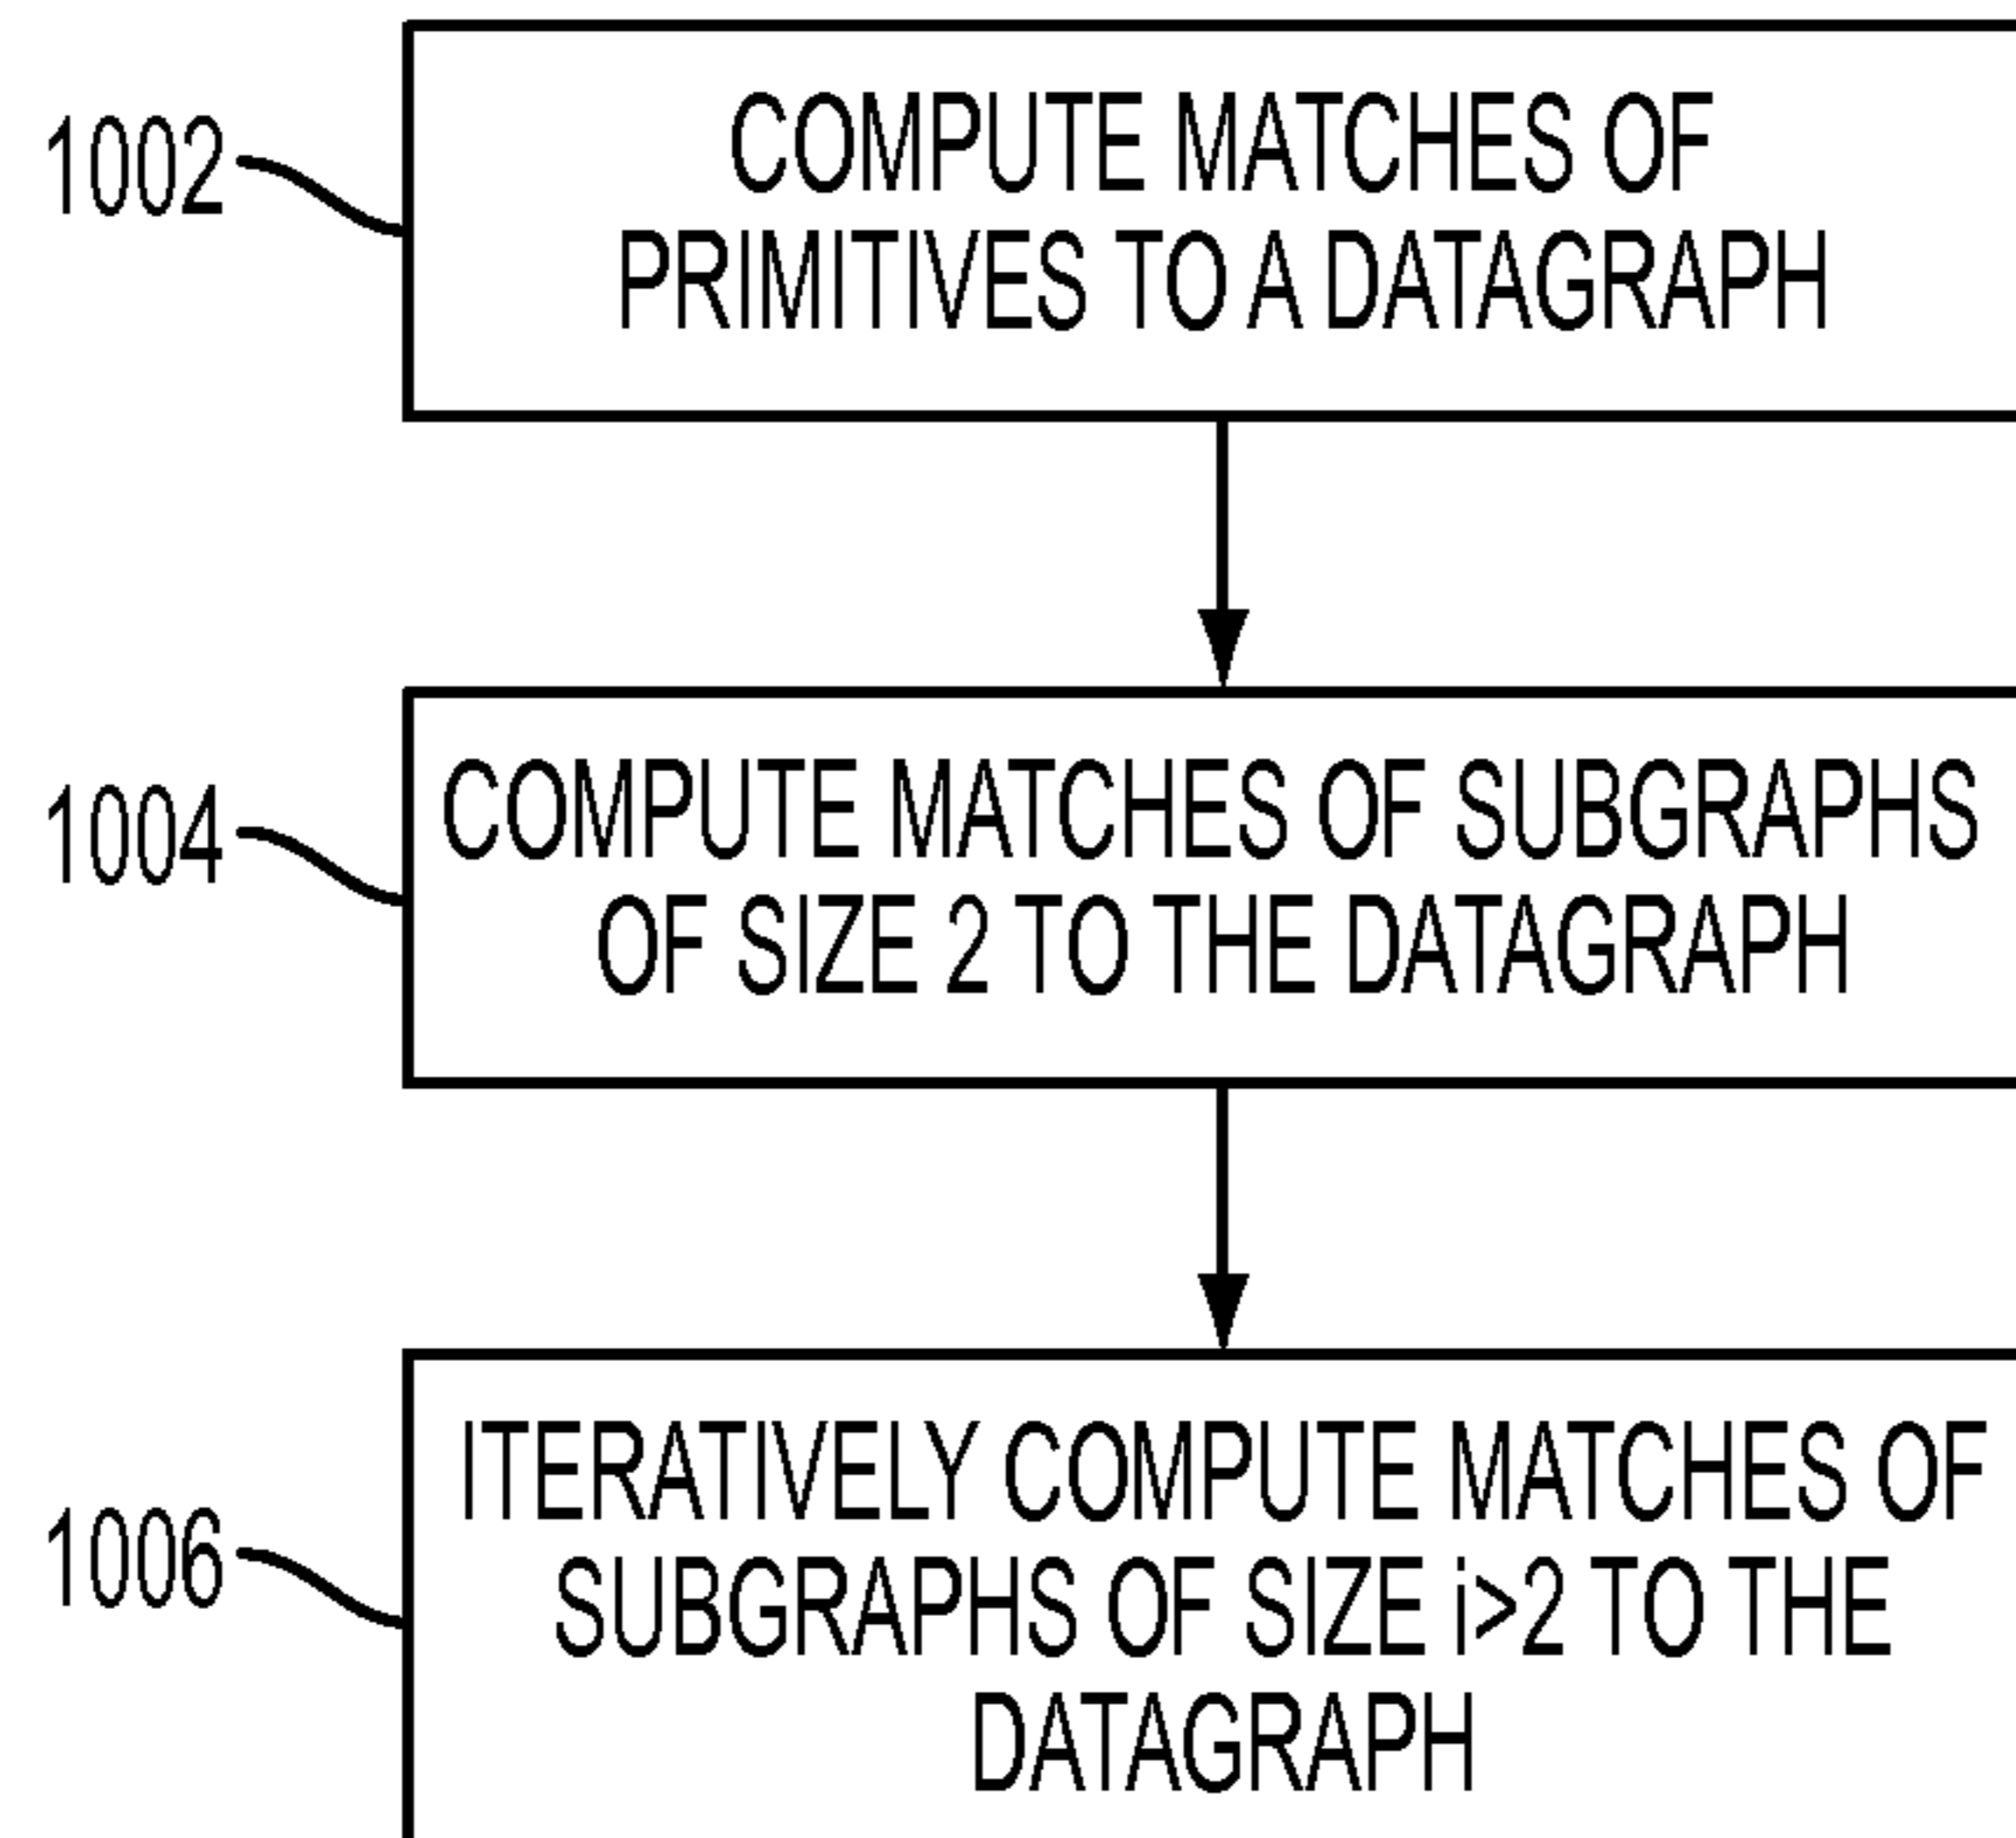 1002
COMPUTE MATCHES OF
PRIMITIVES TO A DATAGRAPH
1004
COMPUTE MATCHES OF SUBGRAPHS
OF SIZE 2 TO THE DATAGRAPH
1006
ITERATIVELY COMPUTE MATCHES OF
SUBGRAPHS OF SIZE i>2 TO THE
DATAGRAPH